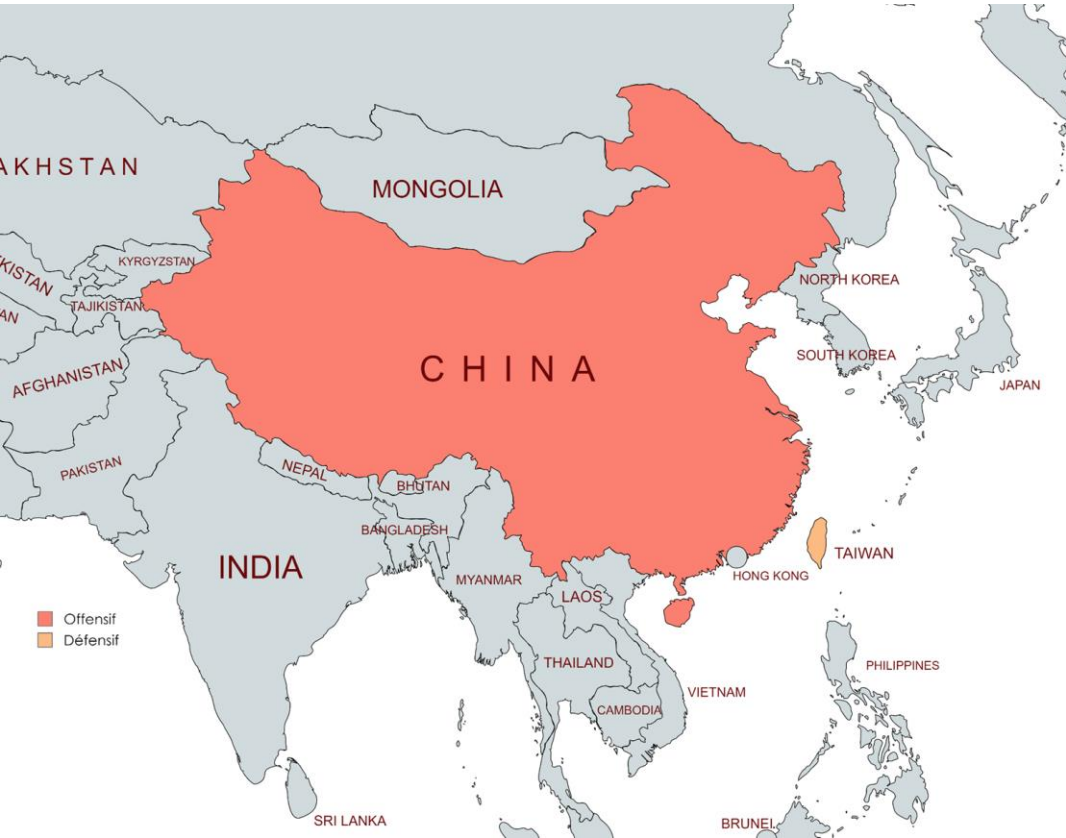 AKHSTAN
MONGOLIA
KYRGYZSTAN
KISTAN
TAJIKISTAN
AN
NORTH KOREA
SOUTH KOREA
CHINA
AFGHANISTAN
JAPAN
PAKISTAN
NEPAL
BHUTAN
BANGLADESH
TAIWAN
INDIA
MYANMAR
HONG KONG
LAOS
Offensif
Défensif
THAILAND
PHILIPPINES
VIETNAM
CAMBODIA
SRI LANKA
BRUNEI